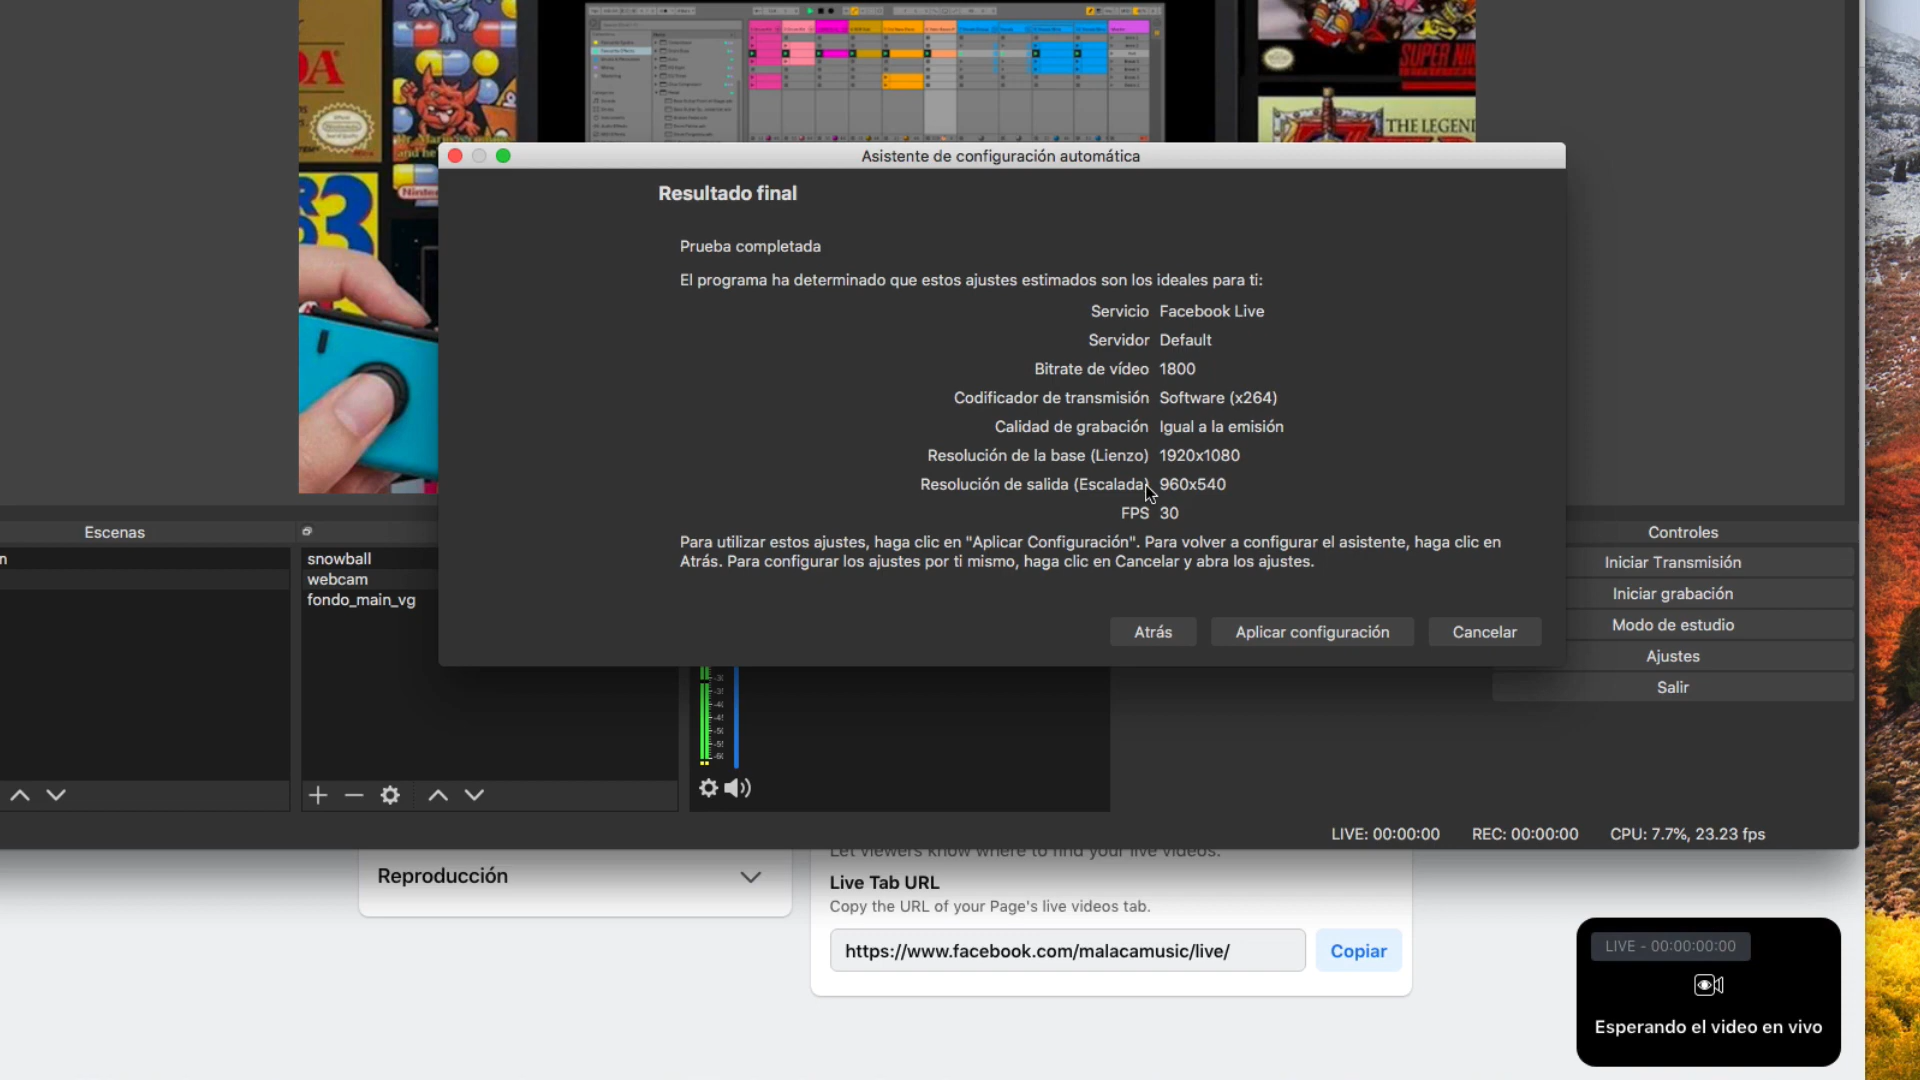 THE LEGEND
Asistente de configuración automática
Resultado final
Prueba completada
El programa ha determinado que estos ajustes estimados son los ideales para ti:
Servicio Facebook Live
Servidor Default
Bitrate de vídeo 1800
Codificador de transmisión Software (x264)
Calidad de grabación Igual a la emisión
Resolución de la base (Lienzo) 1920x1080
Resolución de salida (Escalada) 960x540
FPS 30
Para utilizar estos ajustes, haga clic en "Aplicar Configuración". Para volver a configurar el asistente, haga clic en
Atrás. Para configurar los ajustes por ti mismo, haga clic en Cancelar y abra los ajustes.
Atrás Aplicar configuración Cancelar
Escenas
snowball
webcam
fondo_main_vg
Controles
Iniciar Transmisión
Iniciar grabación
Modo de estudio
Ajustes
Salir
LIVE: 00:00:00 REC: 00:00:00 CPU: 7.7%, 23.23 fps
Reproducción
Let viewers know where to find your live videos.
Live Tab URL
Copy the URL of your Page's live videos tab.
https://www.facebook.com/malacamusic/live/ Copiar
LIVE - 00:00:00:00
Esperando el video en vivo